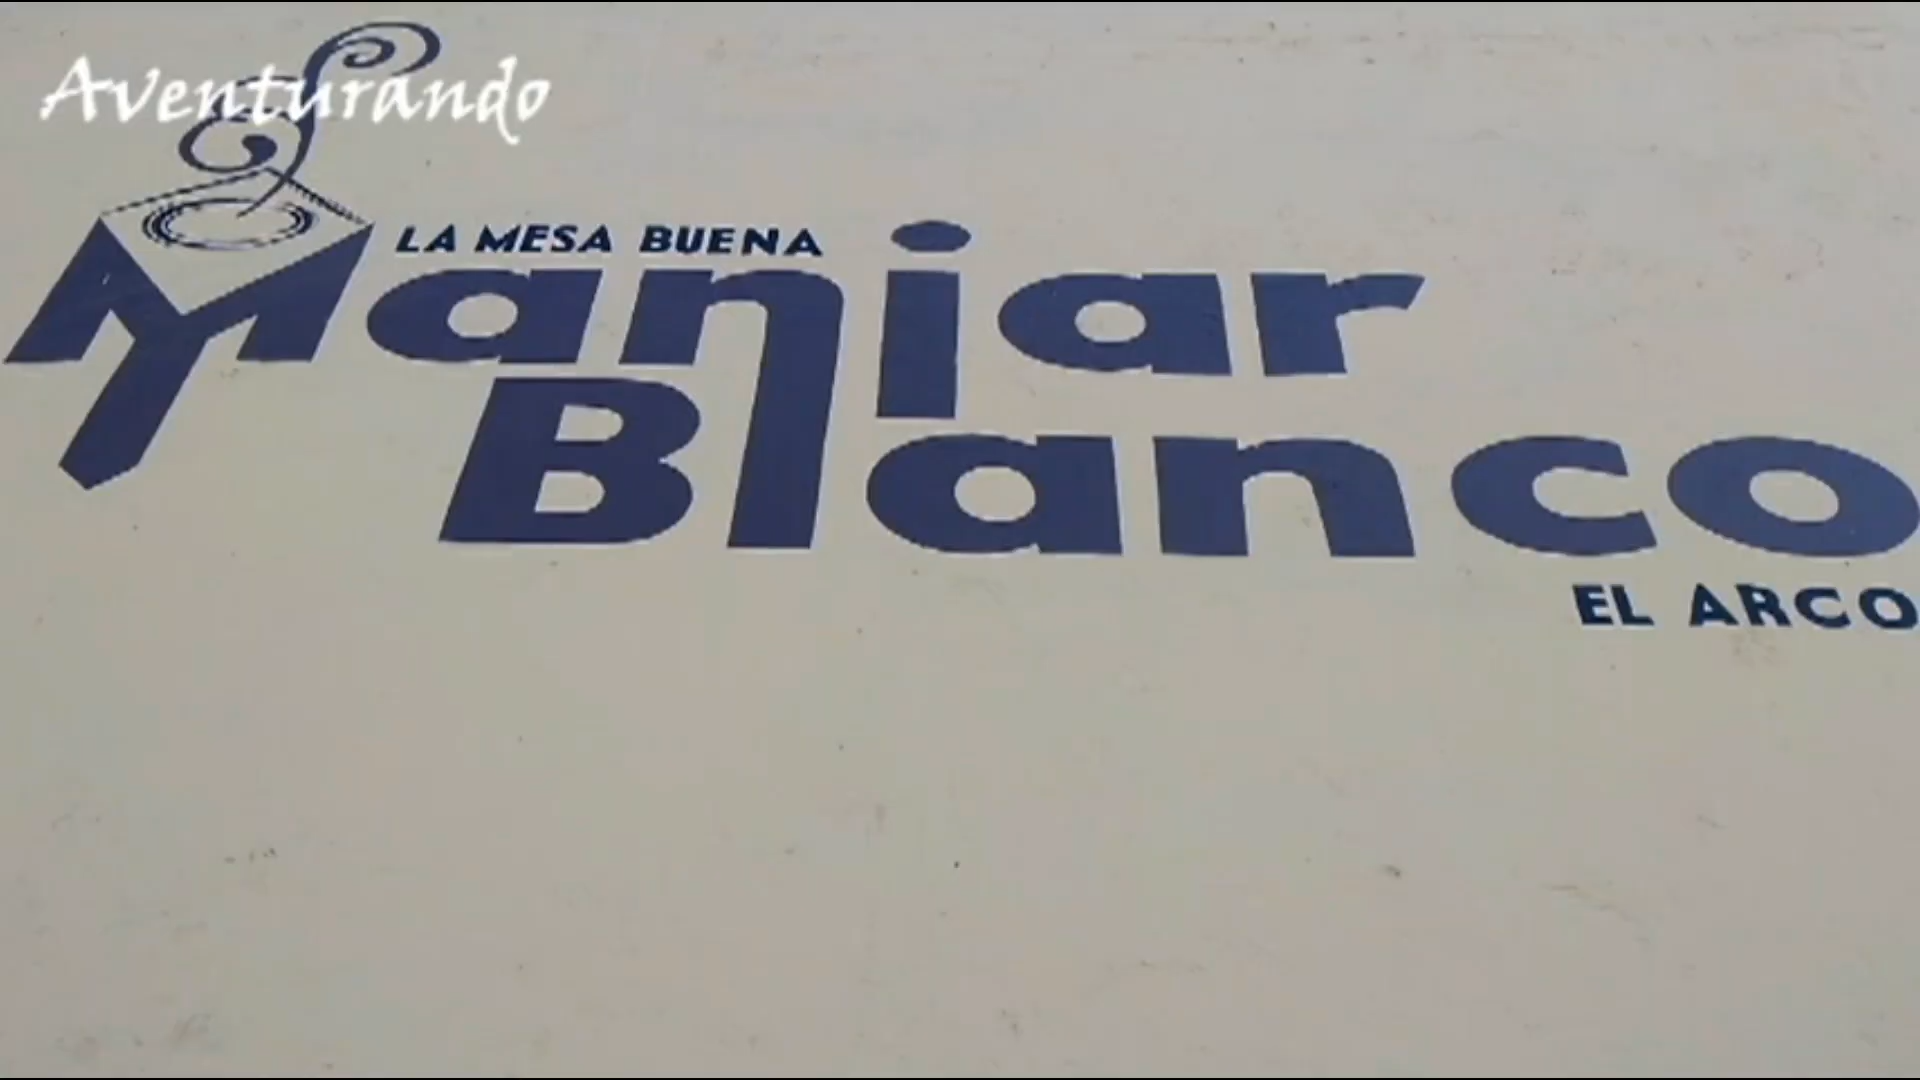 Aventurando
LA MESA BUENA
Manjar
Blanco
EL ARCO